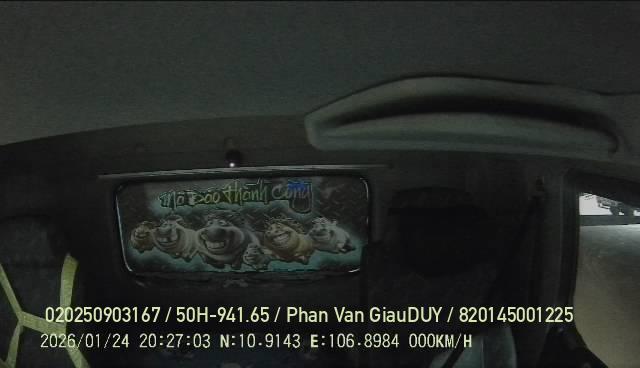 Mã Đáo Thành Công
020250903167 / 50H-941.65 / Phan Van GiauDUY / 820145001225
2026/01/24 20:27:03 N:10.9143 E:106.8984 000KM/H